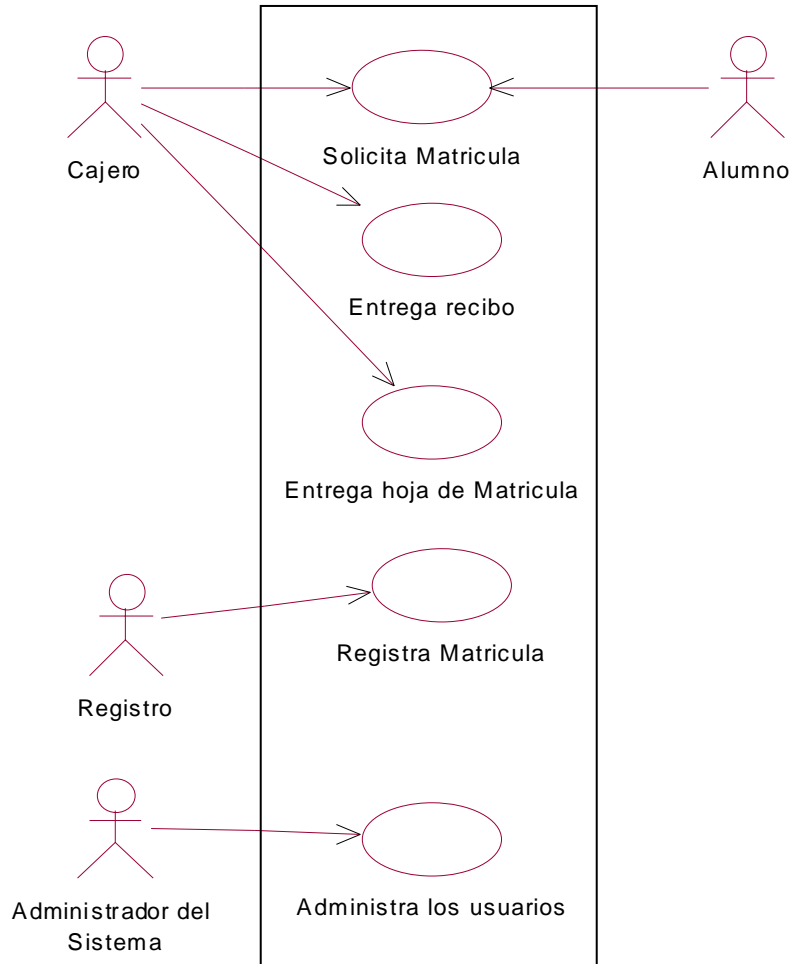 Cajero
Solicita Matricula
Alumno
Entrega recibo
Entrega hoja de Matricula
Registra Matricula
Registro
Administra los usuarios
Administrador del
Sistema